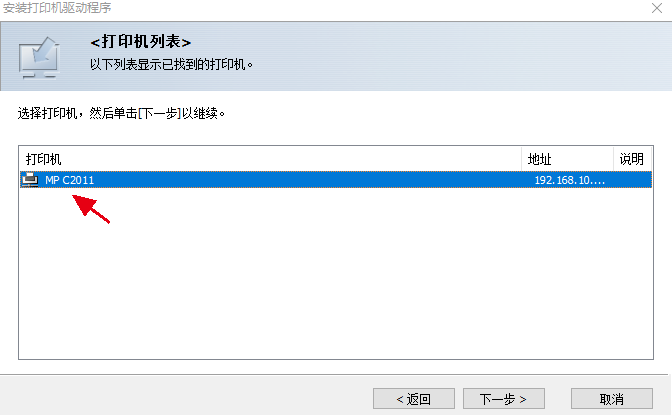 安装打印机驱动程序
<打印机列表>
以下列表显示已找到的打印机。
选择打印机，然后单击[下一步]以继续。
打印机 地址 说明
MP C2011 192.168.10....
< 返回 下一步 > 取消